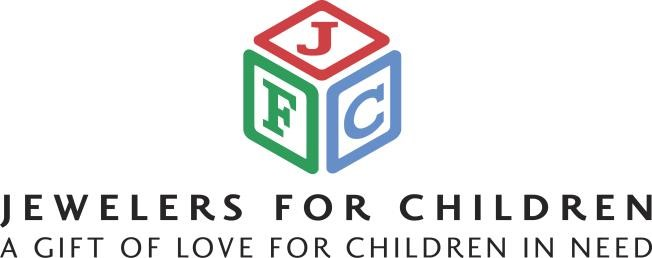 J
F C
JEWELERS FOR CHILDREN
A GIFT OF LOVE FOR CHILDREN IN NEED